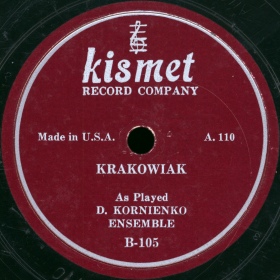 kismet
RECORD COMPANY
Made in U.S.A.
A. 110
KRAKOWIAK
As Played
D. KORNIENKO
ENSEMBLE
B-105